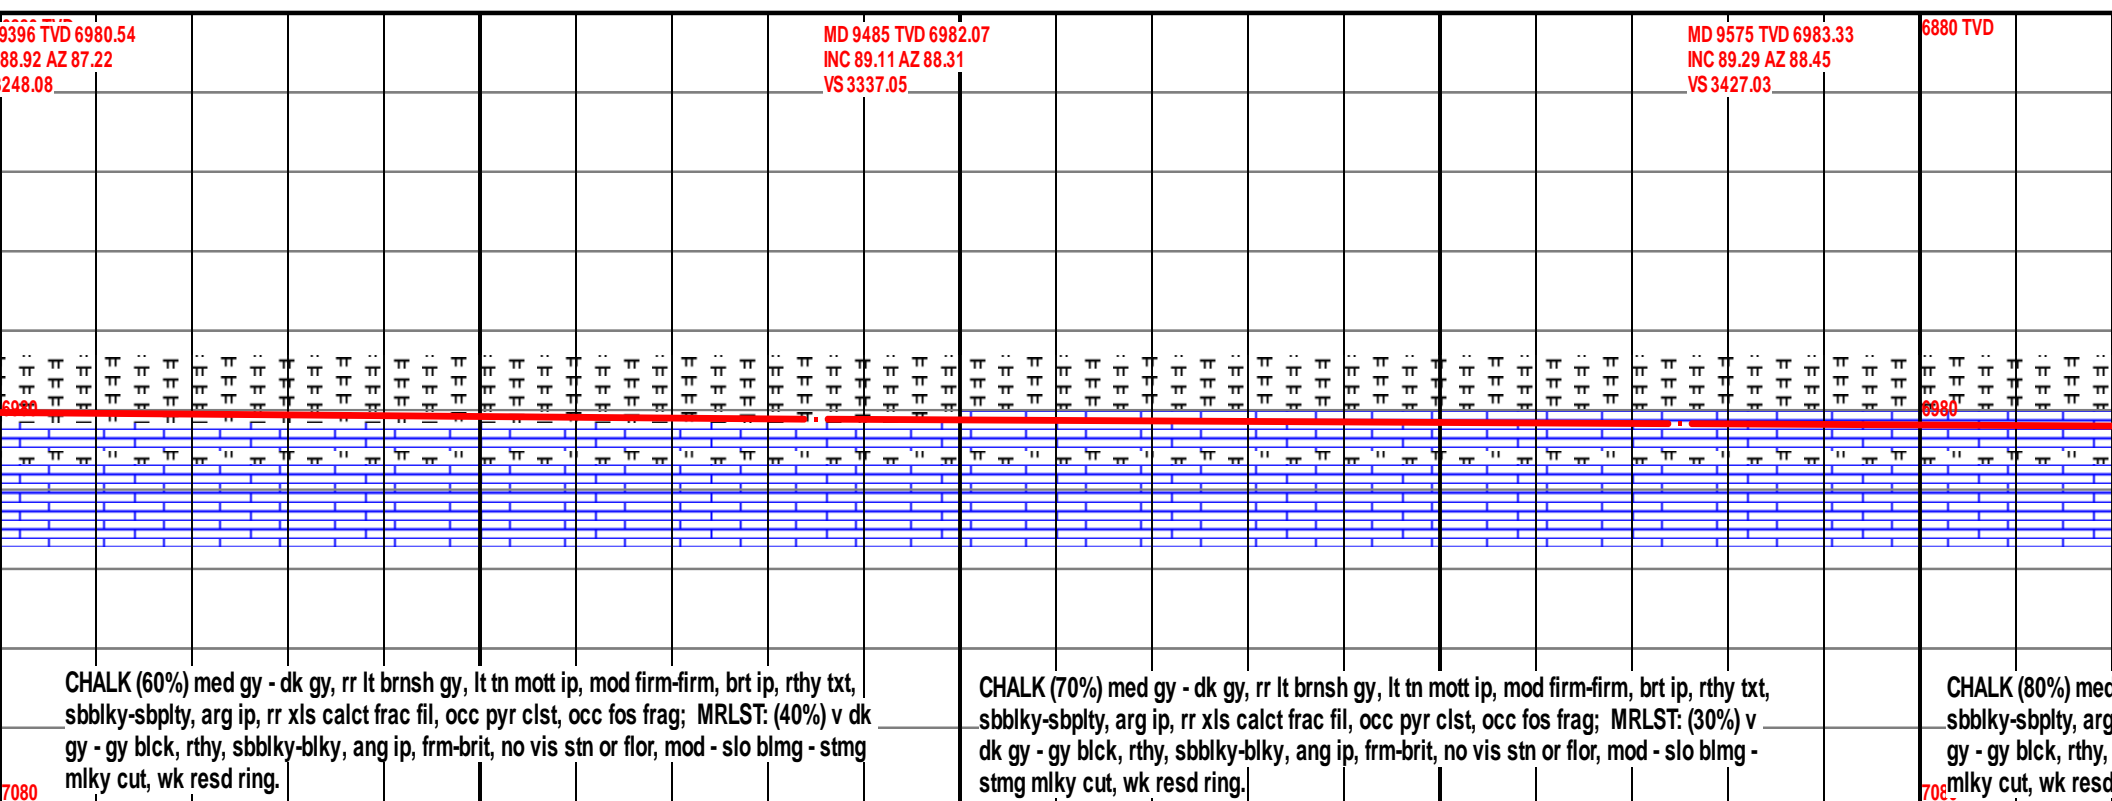 9396 TVD 6980.54
88.92 AZ 87.22
248.08
MD 9485 TVD 6982.07
INC 89.11 AZ 88.31
VS 3337.05
MD 9575 TVD 6983.33
INC 89.29 AZ 88.45
VS 3427.03
6880 TVD
6980
6980
CHALK (60%) med gy - dk gy, rr lt brnsh gy, lt tn mott ip, mod firm-firm, brt ip, rthy txt,
sbblky-sbplty, arg ip, rr xls calct frac fil, occ pyr clst, occ fos frag; MRLST: (40%) v dk
gy - gy blck, rthy, sbblky-blky, ang ip, frm-brit, no vis stn or flor, mod - slo blmg - stmg
mlky cut, wk resd ring.
CHALK (70%) med gy - dk gy, rr lt brnsh gy, lt tn mott ip, mod firm-firm, brt ip, rthy txt,
sbblky-sbplty, arg ip, rr xls calct frac fil, occ pyr clst, occ fos frag; MRLST: (30%) v
dk gy - gy blck, rthy, sbblky-blky, ang ip, frm-brit, no vis stn or flor, mod - slo blmg -
stmg mlky cut, wk resd ring.
CHALK (80%) med
sbblky-sbplty, arg
gy - gy blck, rthy,
mlky cut, wk resd
7080
708